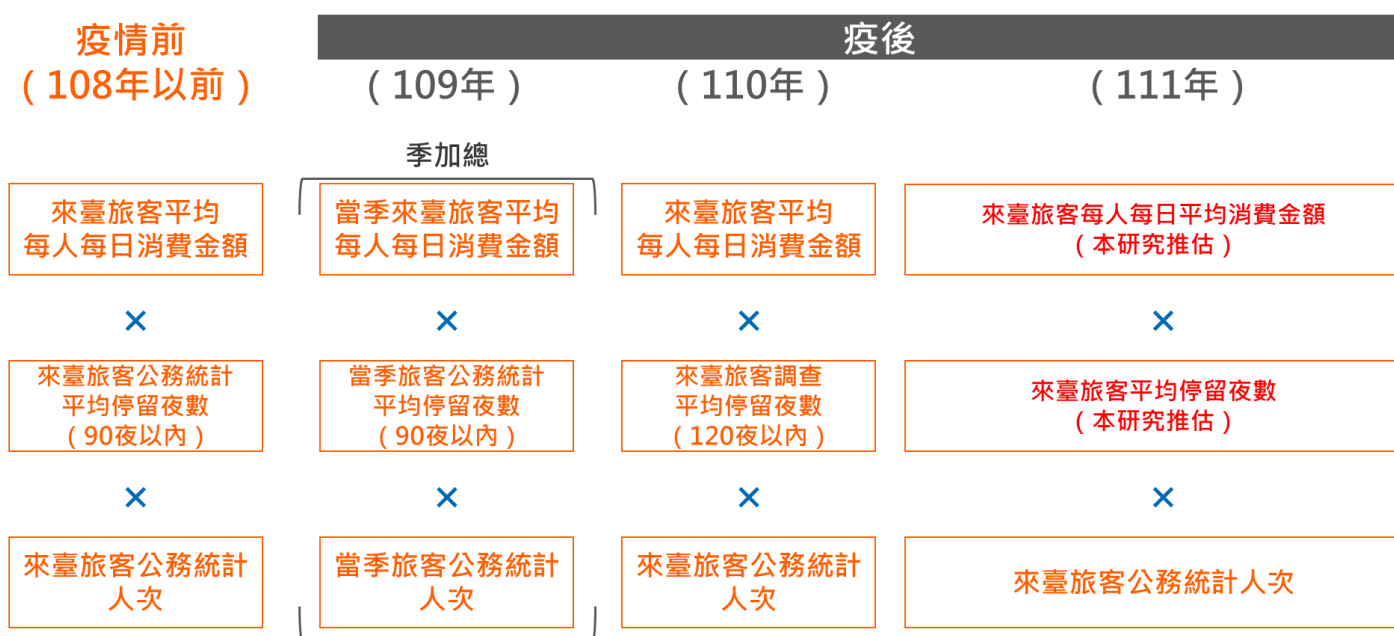 疫情前
（108年以前）
疫後
（109年）
（110年）
（111年）
季加總
來臺旅客平均
每人每日消費金額
當季來臺旅客平均
每人每日消費金額
來臺旅客平均
每人每日消費金額
來臺旅客每人每日平均消費金額
（本研究推估）
×
×
×
×
來臺旅客公務統計
平均停留夜數
（90夜以內）
當季旅客公務統計
平均停留夜數
（90夜以內）
來臺旅客調查
平均停留夜數
（120夜以內）
來臺旅客平均停留夜數
（本研究推估）
×
×
×
×
來臺旅客公務統計
人次
當季旅客公務統計
人次
來臺旅客公務統計
人次
來臺旅客公務統計人次